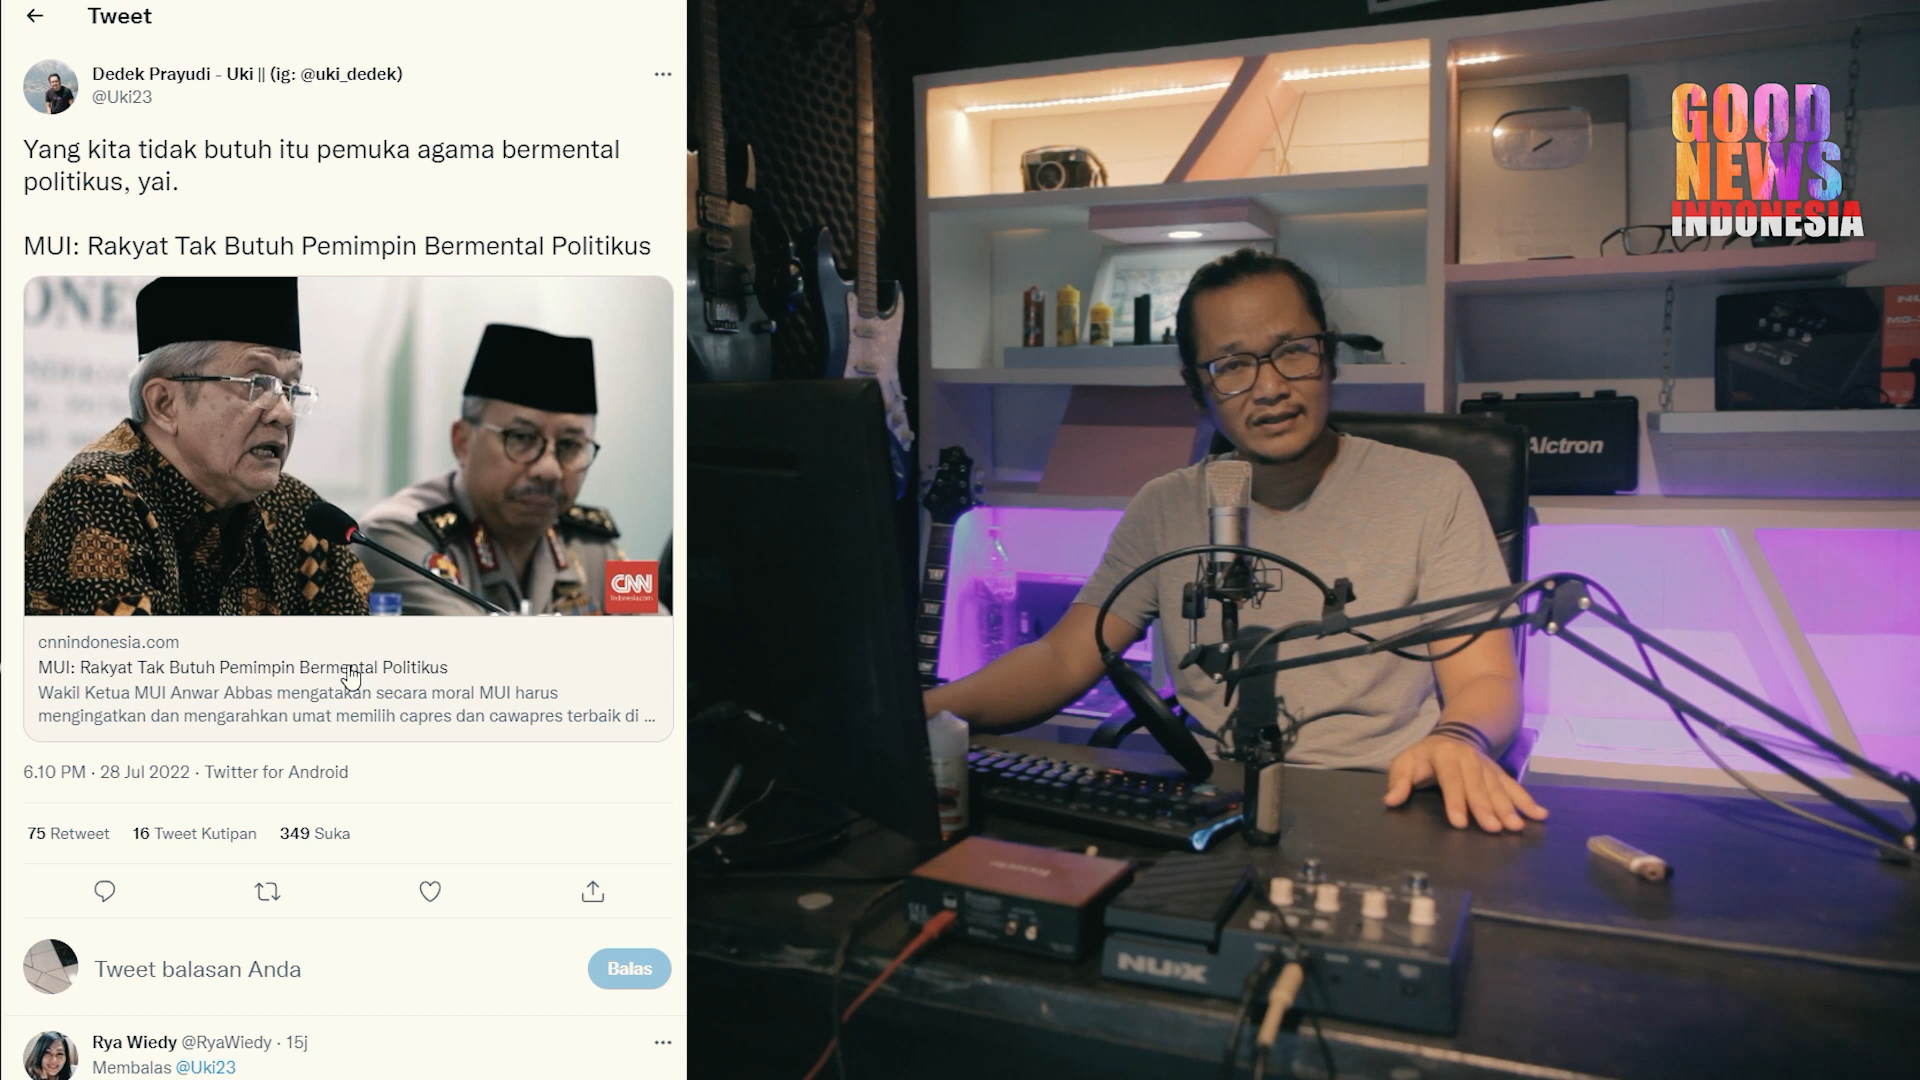 Tweet
Dedek Prayudi - Uki || (ig: @uki_dedek)
@Uki23
Yang kita tidak butuh itu pemuka agama bermental
politikus, yai.
MUI: Rakyat Tak Butuh Pemimpin Bermental Politikus
CNN
Indonesia.com
cnnindonesia.com
MUI: Rakyat Tak Butuh Pemimpin Bermental Politikus
Wakil Ketua MUI Anwar Abbas mengatakan secara moral MUI harus
mengingatkan dan mengarahkan umat memilih capres dan cawapres terbaik di ...
6.10 PM · 28 Jul 2022 · Twitter for Android
75 Retweet 16 Tweet Kutipan 349 Suka
Tweet balasan Anda
Balas
Rya Wiedy @RyaWiedy · 15j
Membalas @Uki23
GOOD
NEWS
INDONESIA
Alctron
NUX